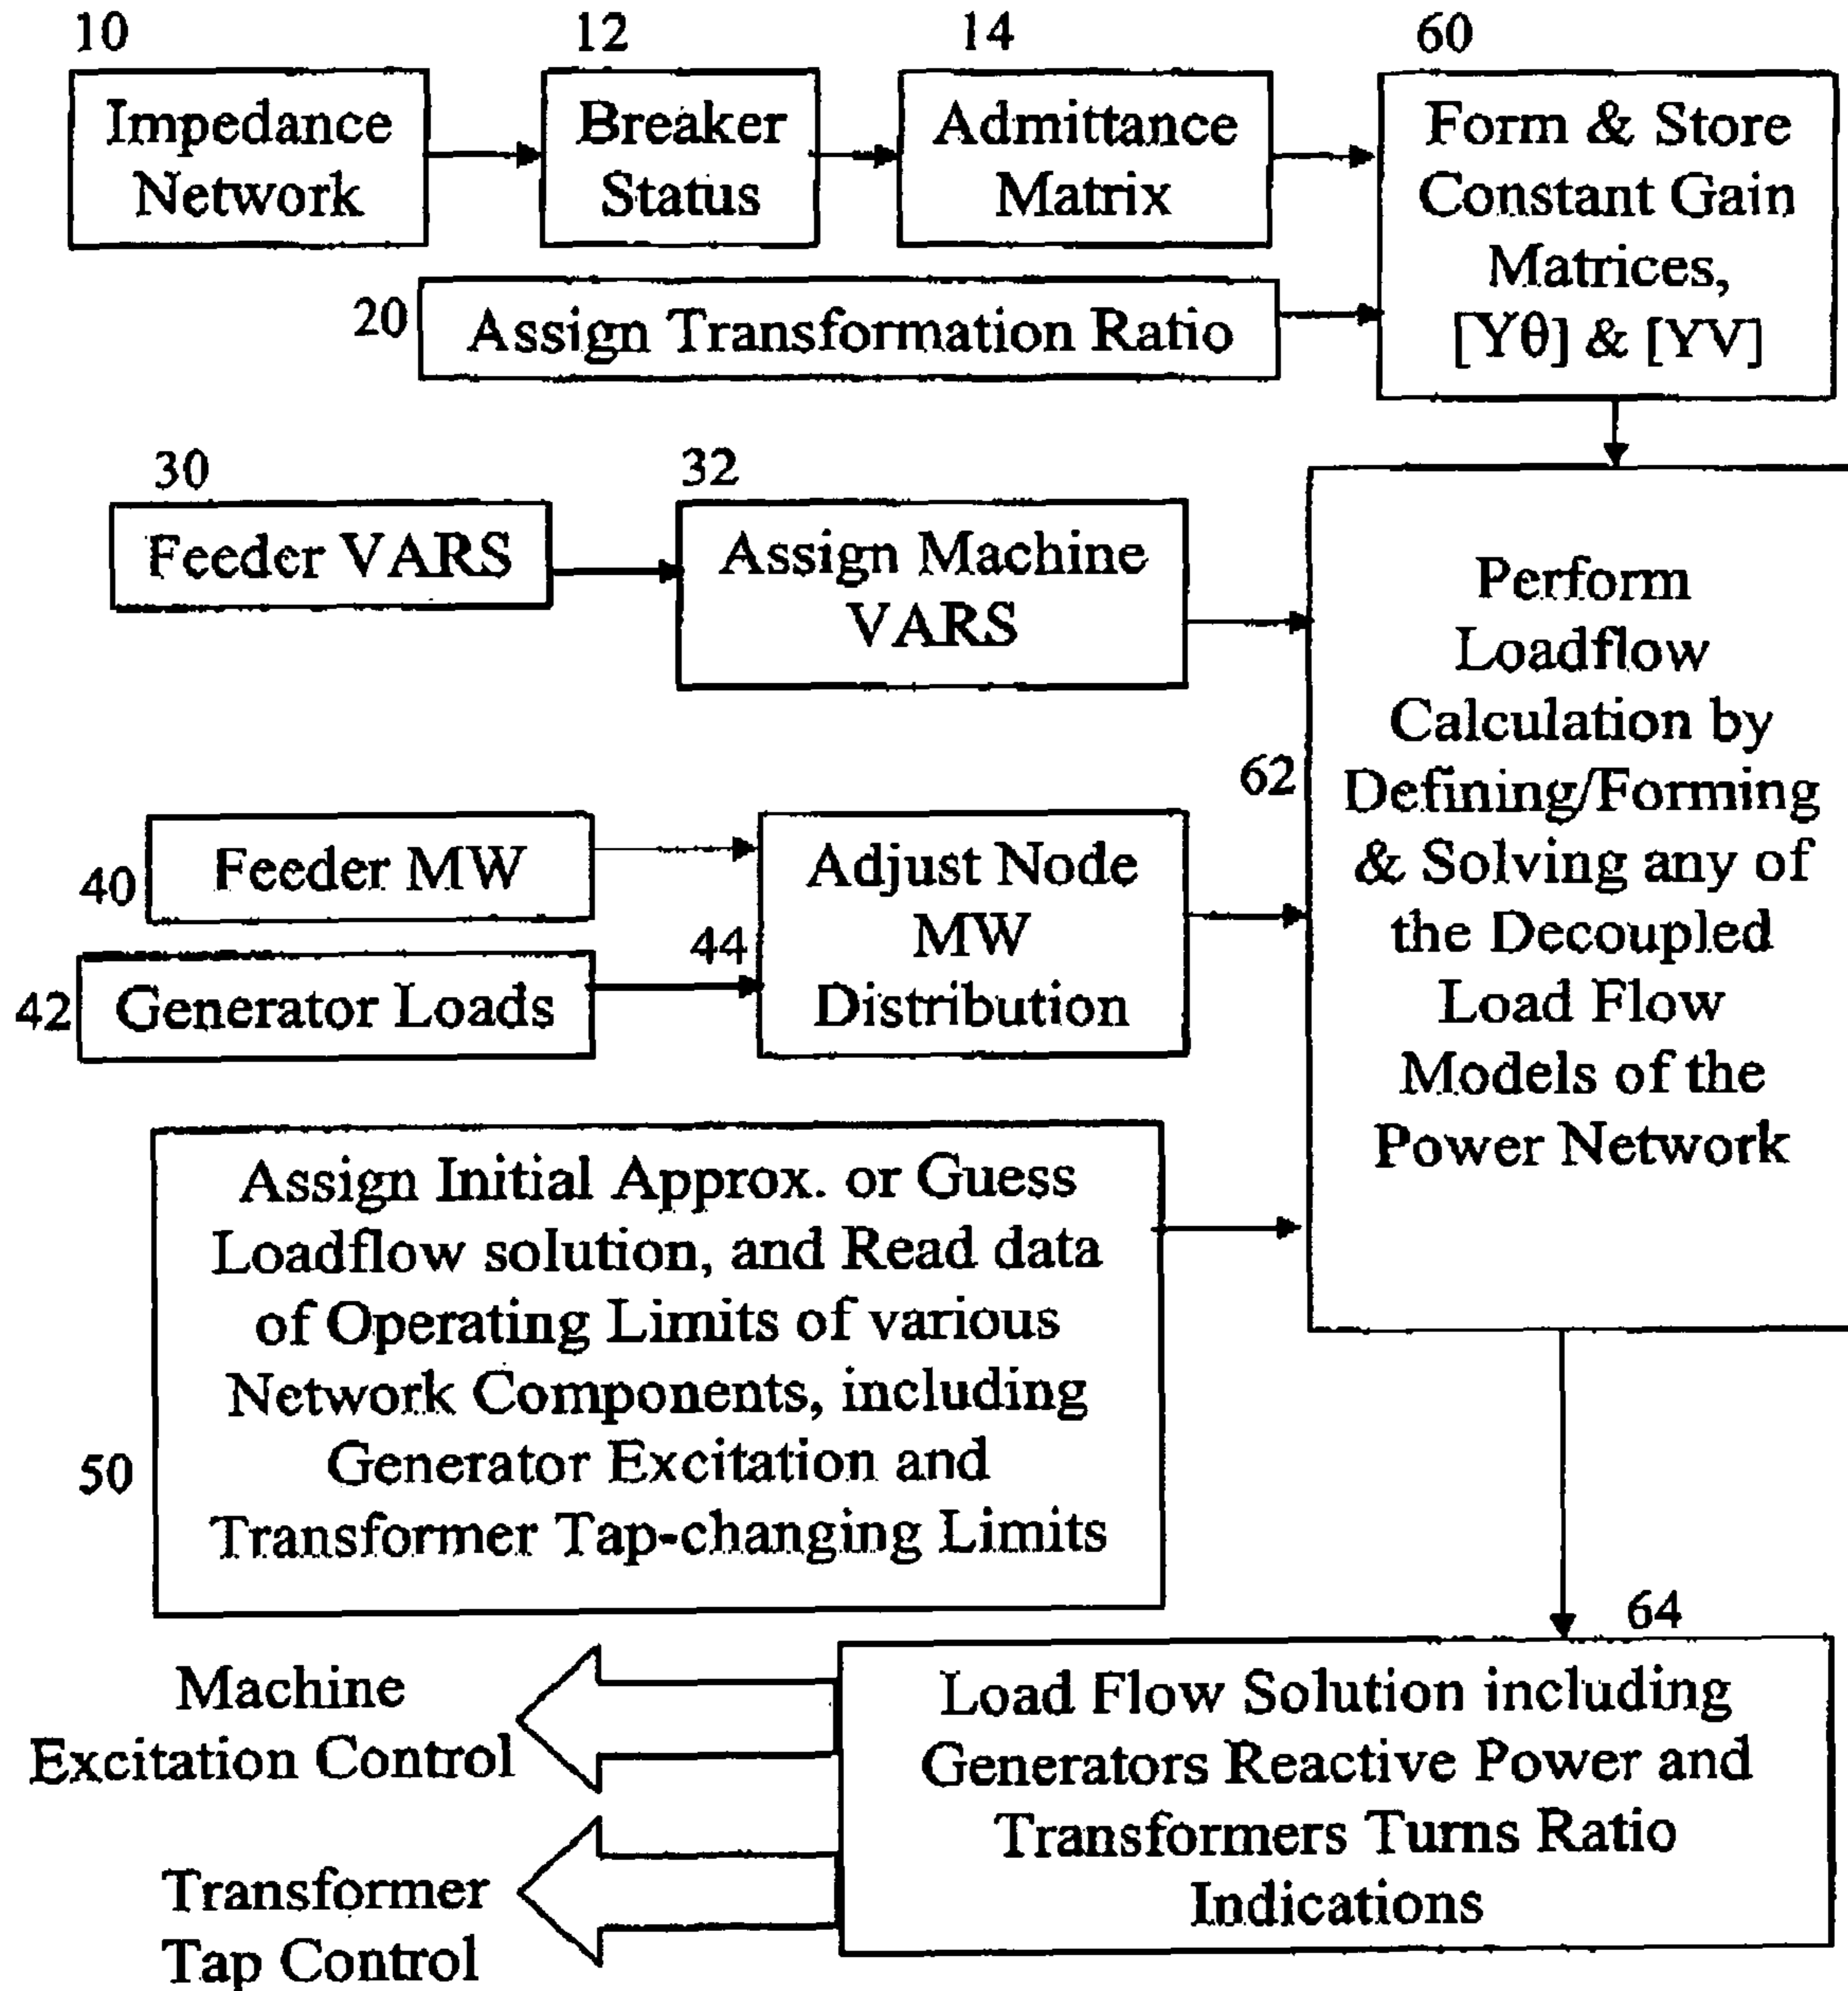 10
12
14
60
Impedance
Network
Breaker
Status
Admittance
Matrix
Form & Store
Constant Gain
Matrices,
[Yθ] & [YV]
20
Assign Transformation Ratio
30
32
Feeder VARS
Assign Machine
VARS
62
Perform
Loadflow
Calculation by
Defining/Forming
& Solving any of
the Decoupled
Load Flow
Models of the
Power Network
40
Feeder MW
42
Generator Loads
44
Adjust Node
MW
Distribution
50
Assign Initial Approx. or Guess
Loadflow solution, and Read data
of Operating Limits of various
Network Components, including
Generator Excitation and
Transformer Tap-changing Limits
64
Load Flow Solution including
Generators Reactive Power and
Transformers Turns Ratio
Indications
Machine
Excitation Control
Transformer
Tap Control